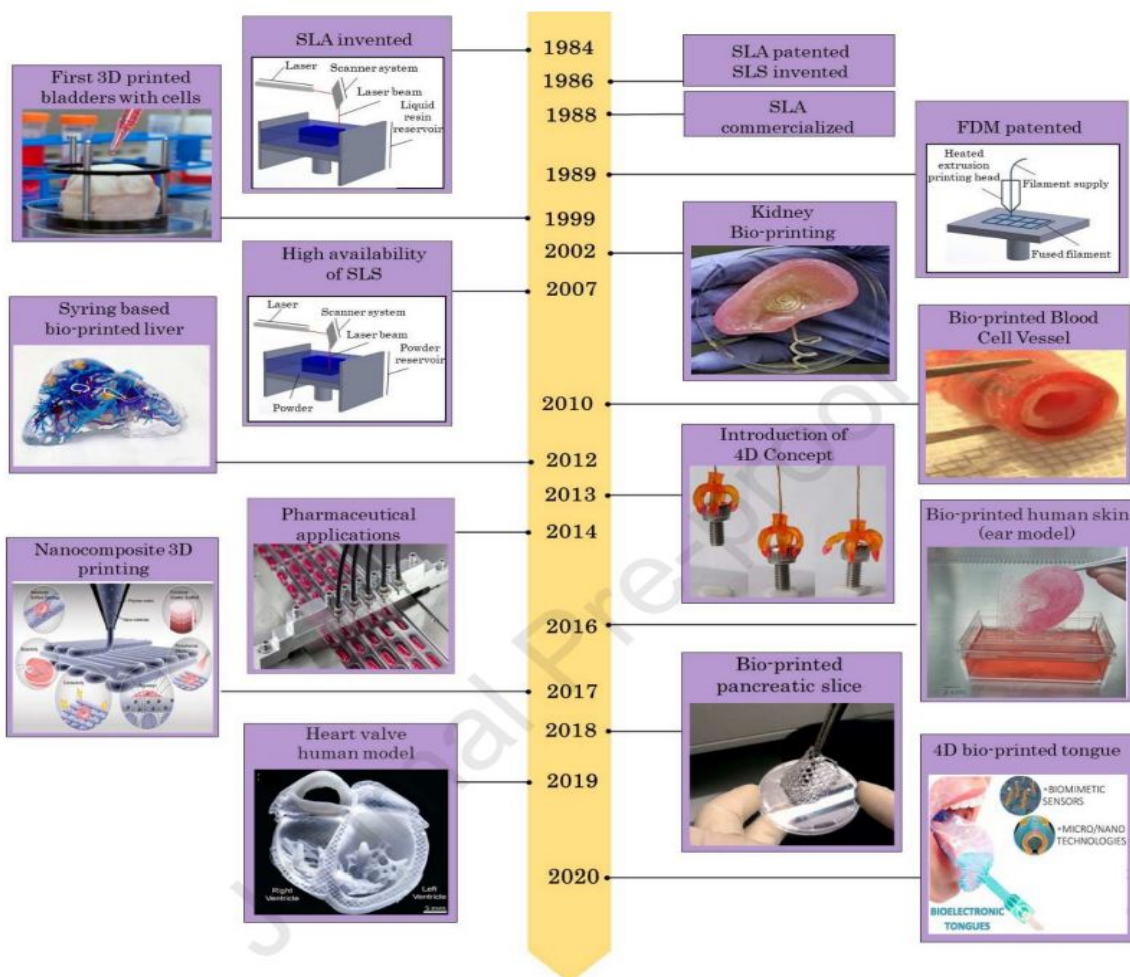 1984
SLA invented
Laser
Scanner
system
Laser beam
Liquid
resin
reservoir
1986
SLA patented
SLS invented
1988
SLA
commercialized
1989
FDM patented
Heated
extrusion
printing head
Filament supply
Fused filament
1999
First 3D printed
bladders with cells
2002
Kidney
Bio-printing
2007
High availability
of SLS
Laser
Scanner system
Laser beam
Powder
reservoir
Powder
2010
Bio-printed Blood
Cell Vessel
2012
Syring based
bio-printed liver
2013
Introduction of
4D Concept
2014
Pharmaceutical
applications
2016
Bio-printed human skin
(ear model)
2017
Nanocomposite 3D
printing
2018
Bio-printed
pancreatic slice
2019
Heart valve
human model
Right
Ventricle
Left
Ventricle
5 mm
2020
4D bio-printed tongue
•BIOMIMETIC
SENSORS
•MICRO/NANO
TECHNOLOGIES
BIOELECTRONIC
TONGUES
Journal Pre-proof